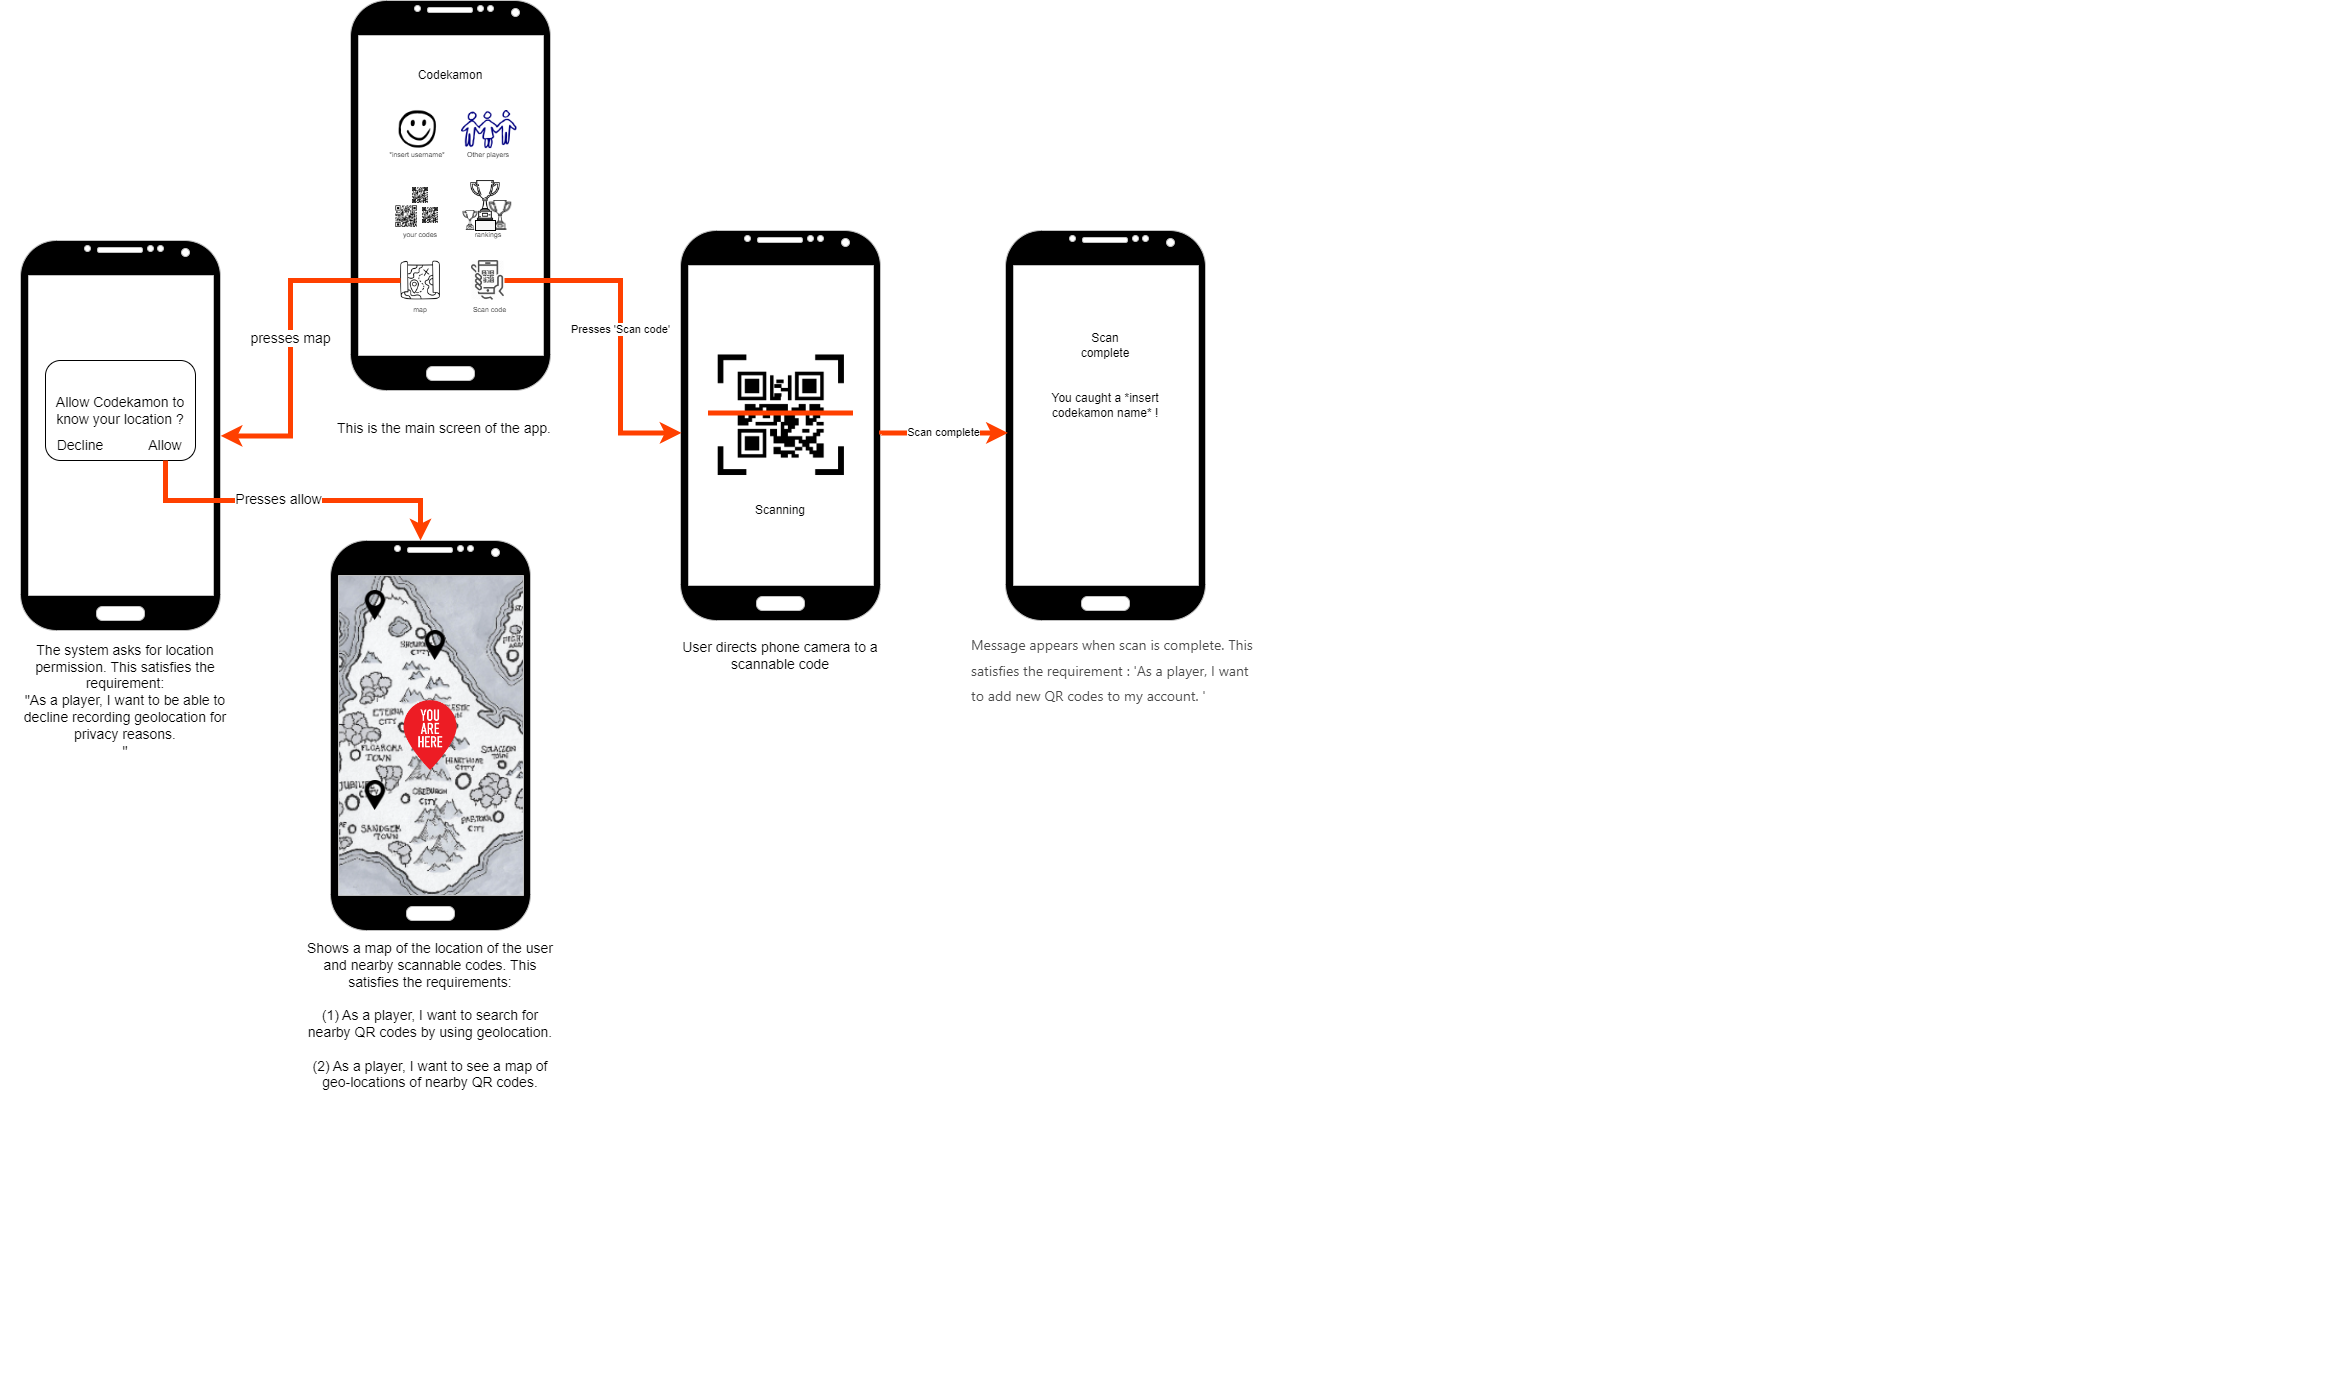 Codekamon
*insert username*
Other players
your codes
rankings
map
Scan code
This is the main screen of the app.
presses map
Presses 'Scan code'
Allow Codekamon to
know your location ?
Decline
Allow
Presses allow
The system asks for location
permission. This satisfies the
requirement:
"As a player, I want to be able to
decline recording geolocation for
privacy reasons.
"
YOU
ARE
HERE
ETERNA
CITY
FLOAROMA
TOWN
HEARTHOME
CITY
SOLACEON
TOWN
OREBURGH
CITY
SANDGEM
TOWN
PASTORIA
CITY
Shows a map of the location of the user
and nearby scannable codes. This
satisfies the requirements:
(1) As a player, I want to search for
nearby QR codes by using geolocation.
(2) As a player, I want to see a map of
geo-locations of nearby QR codes.
Scanning
User directs phone camera to a
scannable code
Scan complete
Scan
complete
You caught a *insert
codekamon name* !
Message appears when scan is complete. This
satisfies the requirement : 'As a player, I want
to add new QR codes to my account. '